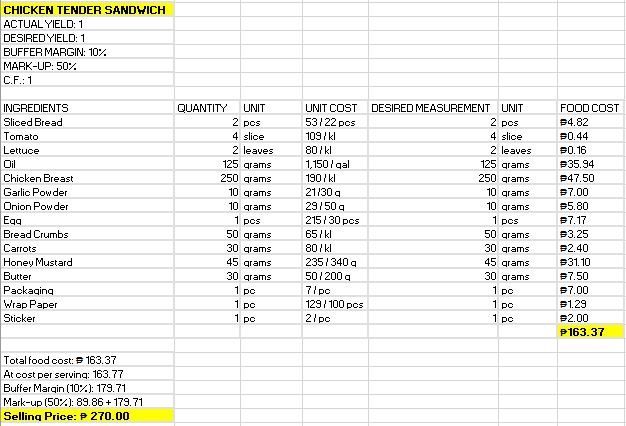 CHICKEN TENDER SANDWICH
ACTUAL YIELD: 1
DESIRED YIELD: 1
BUFFER MARGIN: 10%
MARK-UP: 50%
C.F.: 1
INGREDIENTS QUANTITY UNIT UNIT COST DESIRED MEASUREMENT UNIT FOOD COST
Sliced Bread 2 pcs 53 / 22 pcs 2 pcs ₱4.82
Tomato 4 slice 109 / kl 4 slice ₱0.44
Lettuce 2 leaves 80 / kl 2 leaves ₱0.16
Oil 125 grams 1,150 / gal 125 grams ₱35.94
Chicken Breast 250 grams 190 / kl 250 grams ₱47.50
Garlic Powder 10 grams 21 / 30 g 10 grams ₱7.00
Onion Powder 10 grams 29 / 50 g 10 grams ₱5.80
Egg 1 pcs 215 / 30 pcs 1 pcs ₱7.17
Bread Crumbs 50 grams 65 / kl 50 grams ₱3.25
Carrots 30 grams 80 / kl 30 grams ₱2.40
Honey Mustard 45 grams 235 / 340 g 45 grams ₱31.10
Butter 30 grams 50 / 200 g 30 grams ₱7.50
Packaging 1 pc 7 / pc 1 pc ₱7.00
Wrap Paper 1 pc 129 / 100 pcs 1 pc ₱1.29
Sticker 1 pc 2 / pc 1 pc ₱2.00
₱163.37
Total food cost: ₱ 163.37
At cost per serving: 163.77
Buffer Margin (10%): 179.71
Mark-up (50%): 89.86 + 179.71
Selling Price: ₱ 270.00